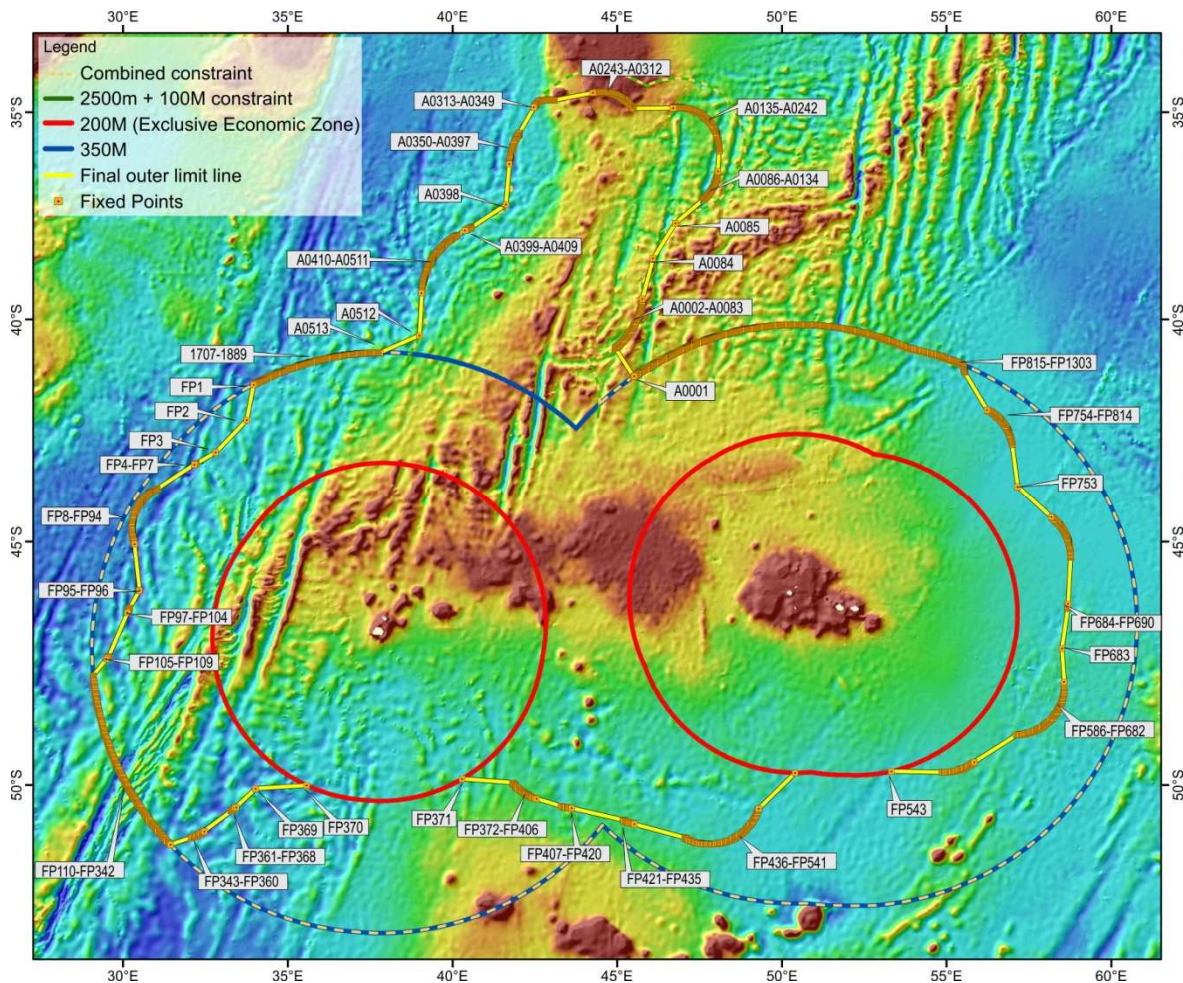 30°E 35°E 40°E 45°E 50°E 55°E 60°E
Legend
Combined constraint
2500m + 100M constraint
200M (Exclusive Economic Zone)
350M
Final outer limit line
Fixed Points
A0243-A0312
A0313-A0349
A0135-A0242
35°S
35°S
A0350-A0397
A0086-A0134
A0398
A0085
A0399-A0409
A0410-A0511
A0084
A0002-A0083
A0512
40°S
40°S
A0513
1707-1889
FP815-FP1303
FP1
A0001
FP2
FP754-FP814
FP3
FP4-FP7
FP753
FP8-FP94
45°S
45°S
FP95-FP96
FP97-FP104
FP684-FP690
FP683
FP105-FP109
FP586-FP682
50°S
50°S
FP543
FP371
FP370
FP369
FP372-FP406
FP361-FP368
FP407-FP420
FP436-FP541
FP110-FP342
FP343-FP360
FP421-FP435
30°E 35°E 40°E 45°E 50°E 55°E 60°E